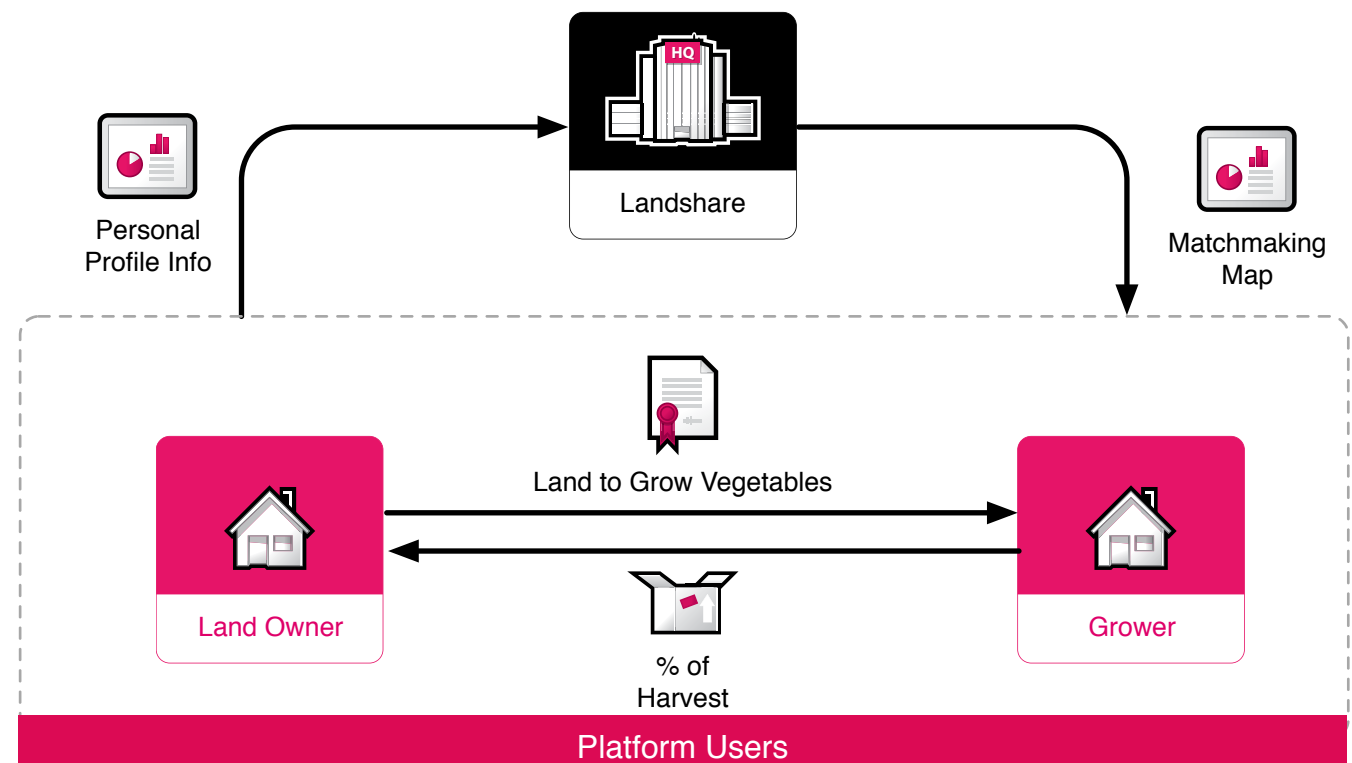 HQ
Landshare
Personal
Profile Info
Matchmaking
Map
Land to Grow Vegetables
Land Owner
Grower
% of
Harvest
Platform Users